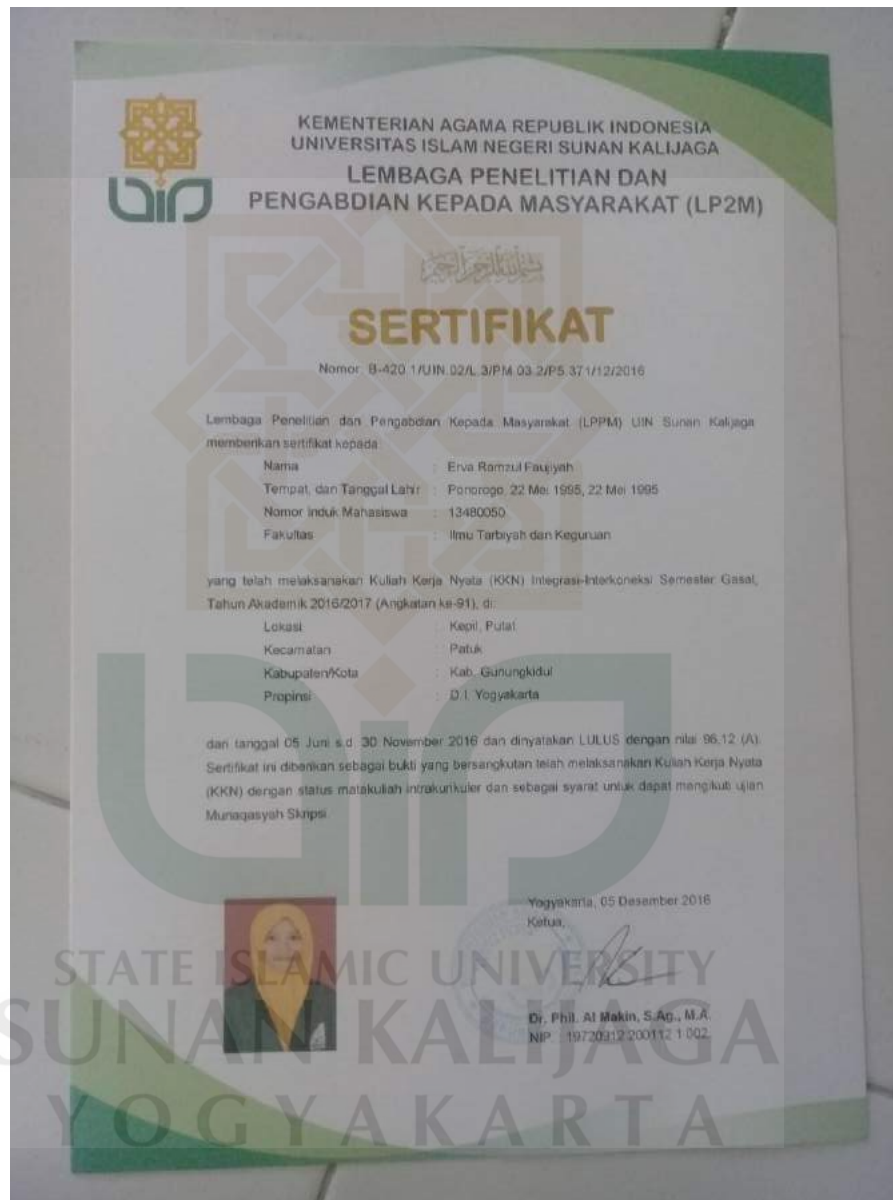 KEMENTERIAN AGAMA REPUBLIK INDONESIA
UNIVERSITAS ISLAM NEGERI SUNAN KALIJAGA
LEMBAGA PENELITIAN DAN
PENGABDIAN KEPADA MASYARAKAT (LP2M)
SERTIFIKAT
Nomor: B-420.1/UIN.02/L.3/PM.03.2/P5.371/12/2016
Lembaga Penelitian dan Pengabdian Kepada Masyarakat (LPPM) UIN Sunan Kalijaga
memberikan sertifikat kepada:
Nama : Erva Ramzul Faujiyah
Tempat, dan Tanggal Lahir : Ponorogo, 22 Mei 1995, 22 Mei 1995
Nomor Induk Mahasiswa : 13480050
Fakultas : Ilmu Tarbiyah dan Keguruan
yang telah melaksanakan Kuliah Kerja Nyata (KKN) Integrasi-Interkoneksi Semester Gasal,
Tahun Akademik 2016/2017 (Angkatan ke-91), di:
Lokasi : Kepil, Putat
Kecamatan : Patuk
Kabupaten/Kota : Kab. Gunungkidul
Propinsi : D.I. Yogyakarta
dari tanggal 05 Juni s.d. 30 November 2016 dan dinyatakan LULUS dengan nilai 96,12 (A).
Sertifikat ini diberikan sebagai bukti yang bersangkutan telah melaksanakan Kuliah Kerja Nyata
(KKN) dengan status matakuliah intrakurikuler dan sebagai syarat untuk dapat mengikuti ujian
Munaqasyah Skripsi.
Yogyakarta, 05 Desember 2016
Ketua,
Dr. Phil. Al Makin, S.Ag., M.A.
NIP. : 19720912 200112 1 002
STATE ISLAMIC UNIVERSITY
SUNAN KALIJAGA
YOGYAKARTA